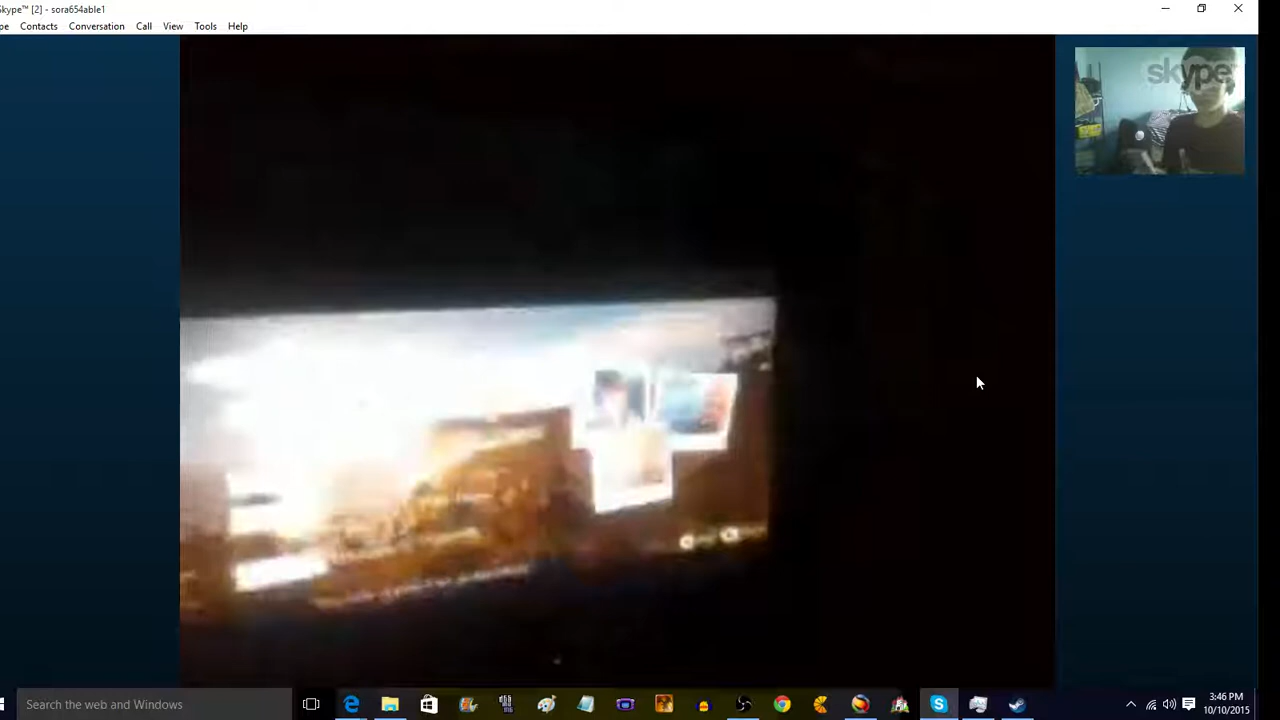 Skype™ [2] - sora654able1
pe Contacts Conversation Call View Tools Help
skype
Search the web and Windows
3:46 PM
10/10/2015